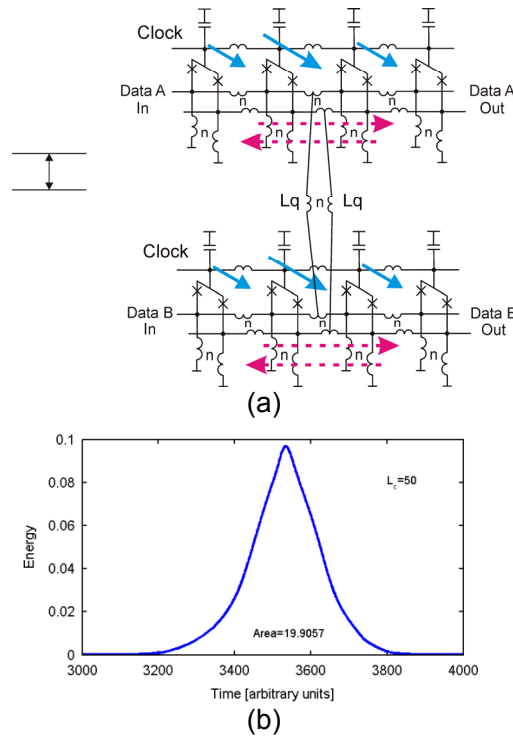 Clock
Data A
Data A
In
n
n
n
Out
n
n
Lq
n
Lq
Clock
Data B
Data B
In
n
n
n
Out
n
n
(a)
0.1
0.08
0.06
0.04
0.02
0
Energy
L_c=50
Area=19.9057
3000
3200
3400
3600
3800
4000
Time [arbitrary units]
(b)